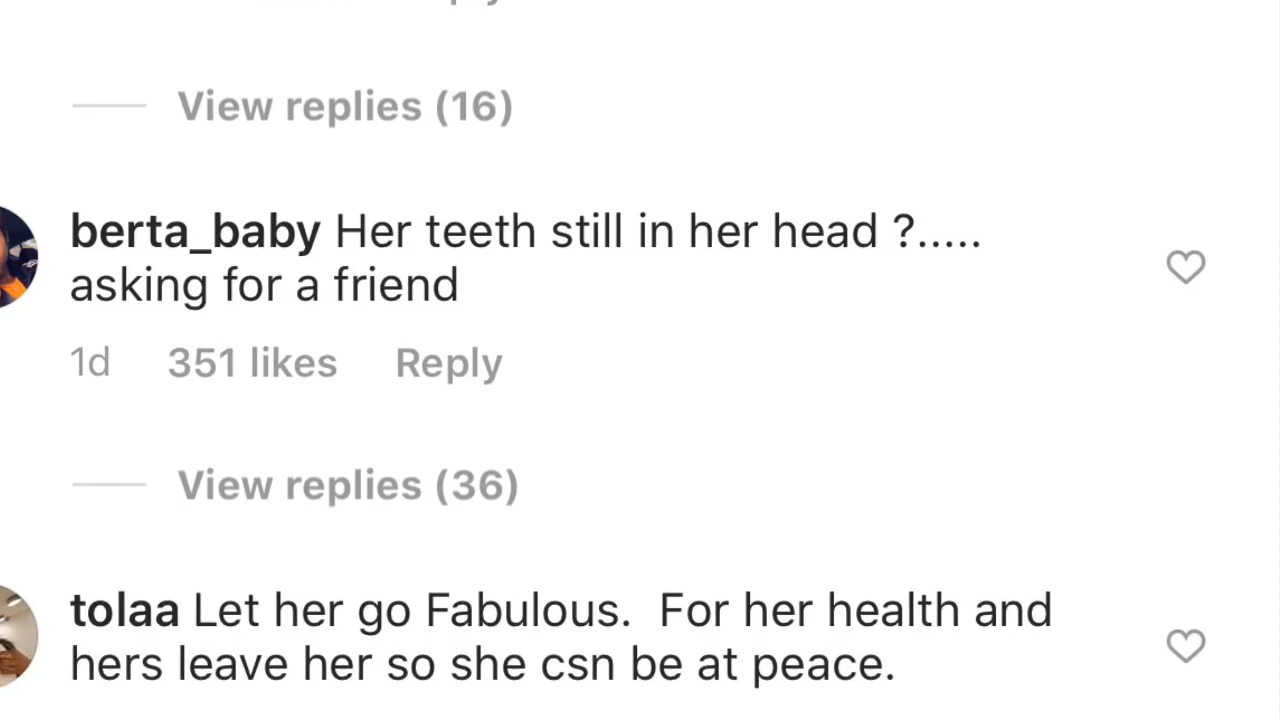 View replies (16)
berta_baby Her teeth still in her head ?.....
asking for a friend
1d 351 likes Reply
View replies (36)
tolaa Let her go Fabulous.  For her health and
hers leave her so she csn be at peace.